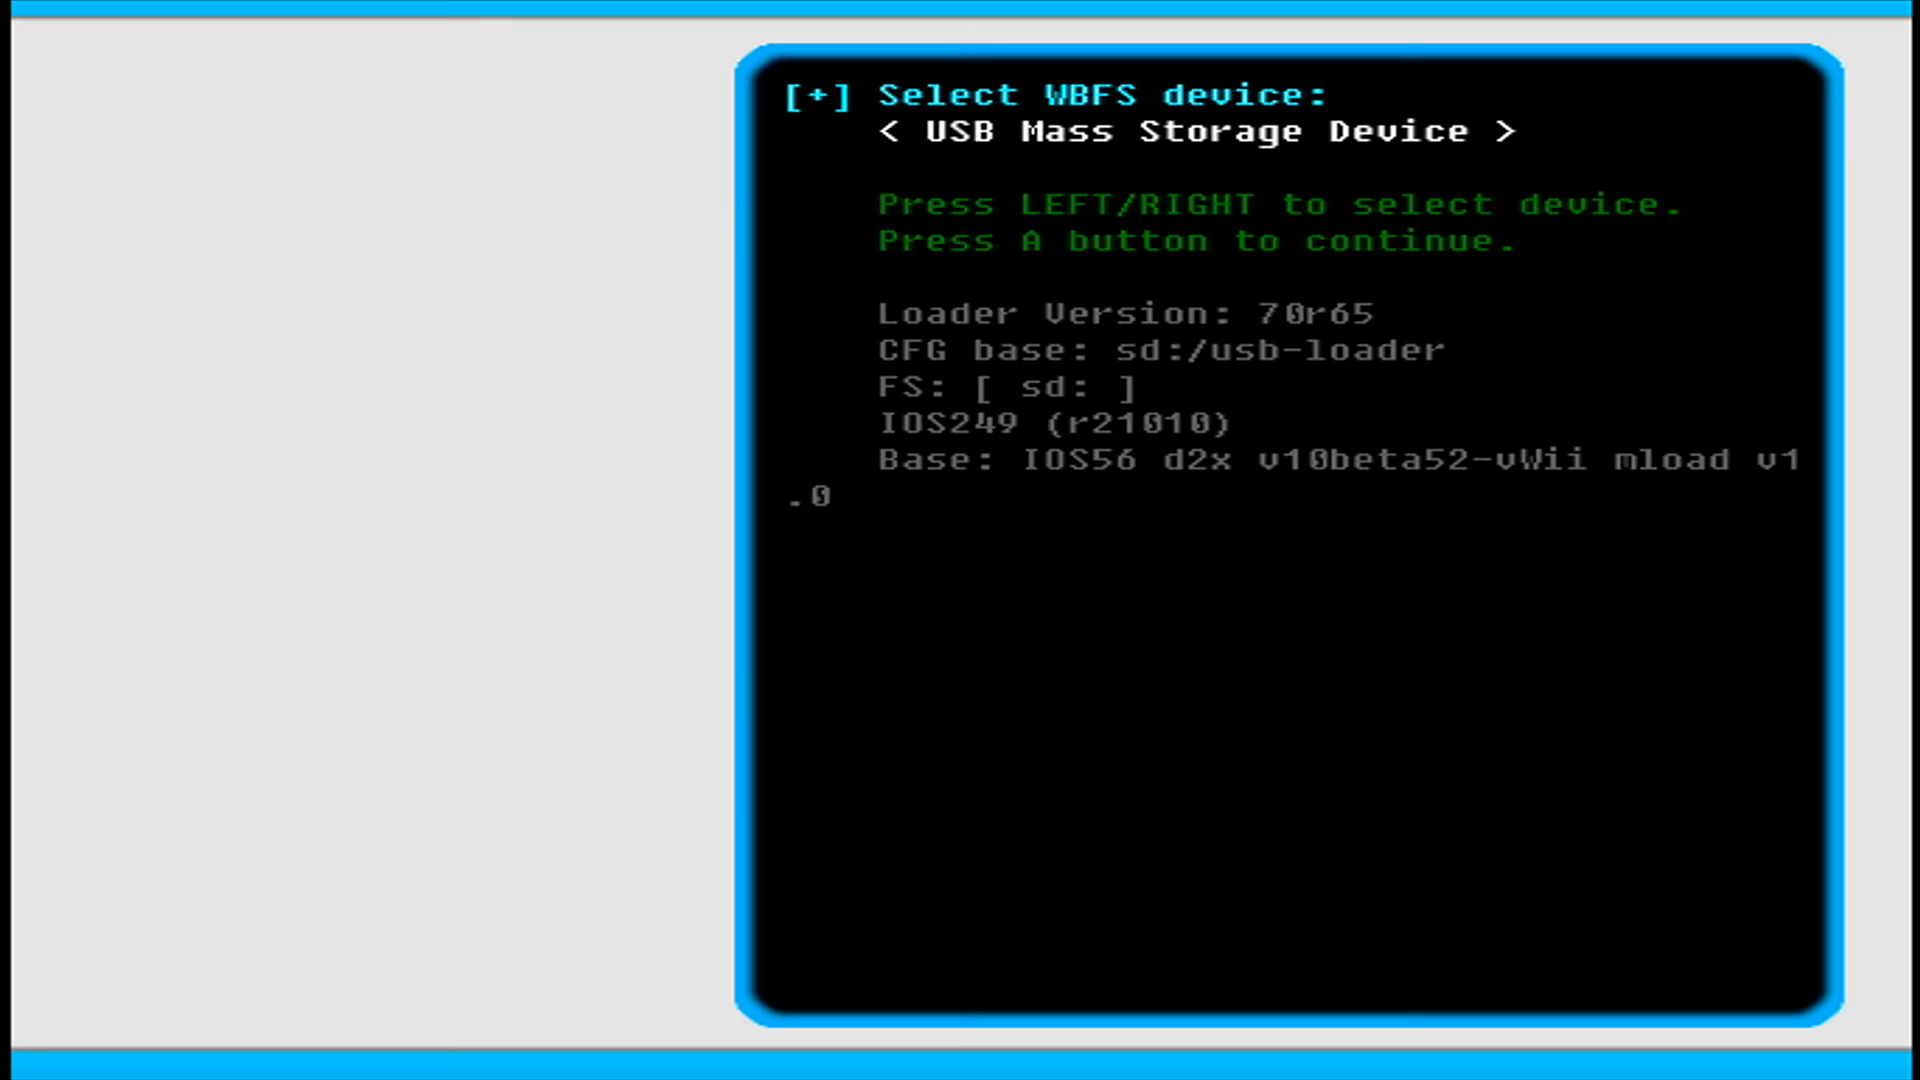 [+] Select WBFS device:
< USB Mass Storage Device >
Press LEFT/RIGHT to select device.
Press A button to continue.
Loader Version: 70r65
CFG base: sd:/usb-loader
FS: [ sd: ]
IOS249 (r21010)
Base: IOS56 d2x v10beta52-vWii mload v1
.0